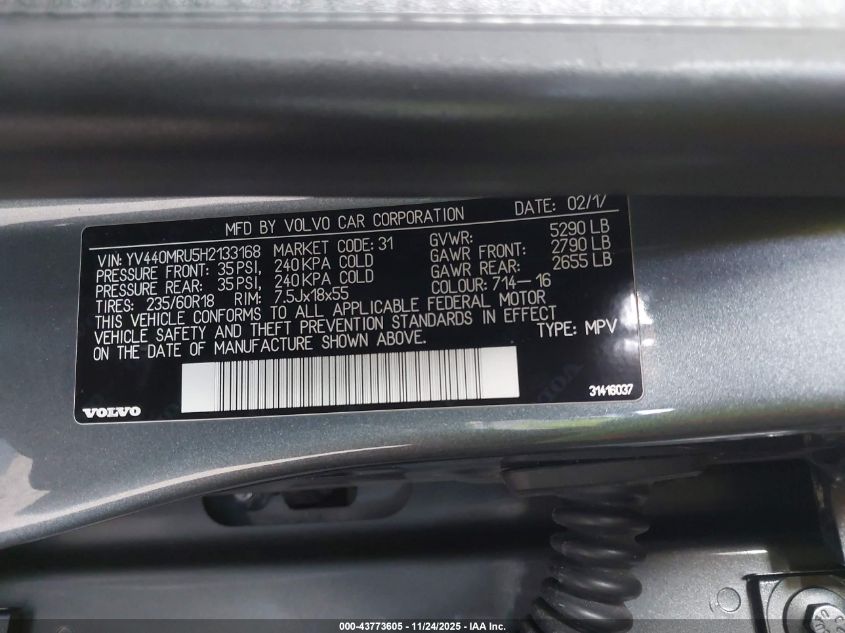 MFD BY VOLVO CAR CORPORATION DATE: 02/17
VIN: YV440MRU5H2133168 MARKET CODE: 31 GVWR: 5290 LB
PRESSURE FRONT: 35 PSI, 240 KPA COLD GAWR FRONT: 2790 LB
PRESSURE REAR: 35 PSI, 240 KPA COLD GAWR REAR: 2655 LB
TIRES: 235/60R18 RIM: 7.5Jx18x55 COLOUR: 714-16
THIS VEHICLE CONFORMS TO ALL APPLICABLE FEDERAL MOTOR
VEHICLE SAFETY AND THEFT PREVENTION STANDARDS IN EFFECT
ON THE DATE OF MANUFACTURE SHOWN ABOVE. TYPE: MPV
VOLVO 31416037
000-43773605 - 11/24/2025 - IAA Inc.